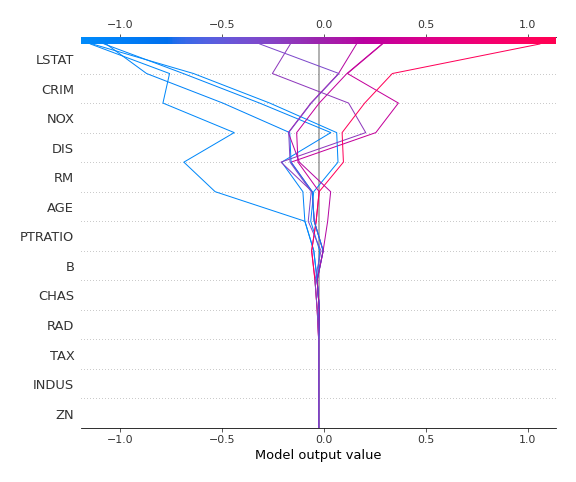 −1.0 −0.5 0.0 0.5 1.0
LSTAT
CRIM
NOX
DIS
RM
AGE
PTRATIO
B
CHAS
RAD
TAX
INDUS
ZN
−1.0 −0.5 0.0 0.5 1.0
Model output value